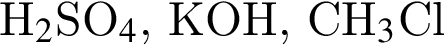 H₂SO₄, KOH, CH₃Cl